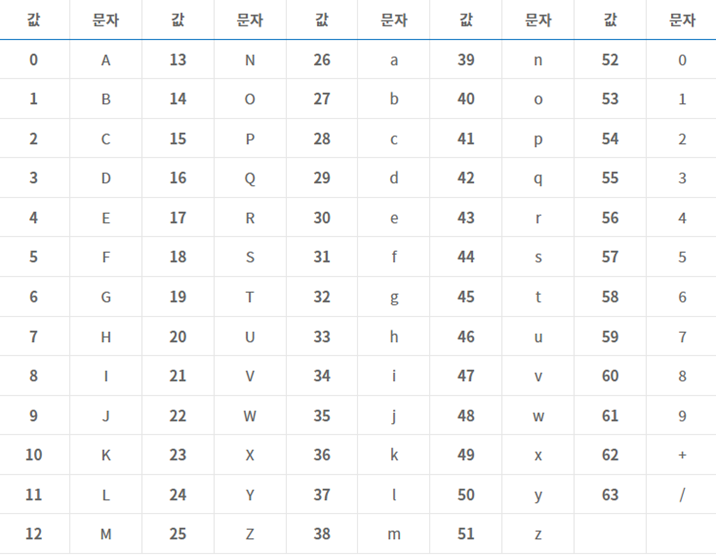 값 문자 값 문자 값 문자 값 문자 값 문자
0 A 13 N 26 a 39 n 52 0
1 B 14 O 27 b 40 o 53 1
2 C 15 P 28 c 41 p 54 2
3 D 16 Q 29 d 42 q 55 3
4 E 17 R 30 e 43 r 56 4
5 F 18 S 31 f 44 s 57 5
6 G 19 T 32 g 45 t 58 6
7 H 20 U 33 h 46 u 59 7
8 I 21 V 34 i 47 v 60 8
9 J 22 W 35 j 48 w 61 9
10 K 23 X 36 k 49 x 62 +
11 L 24 Y 37 l 50 y 63 /
12 M 25 Z 38 m 51 z